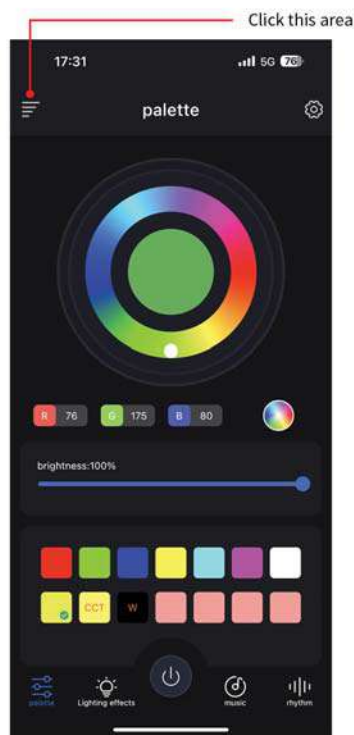 Click this area
17:31
5G 76
palette
R 76 G 175 B 80
brightness:100%
CCT W
palette Lighting effects music rhythm